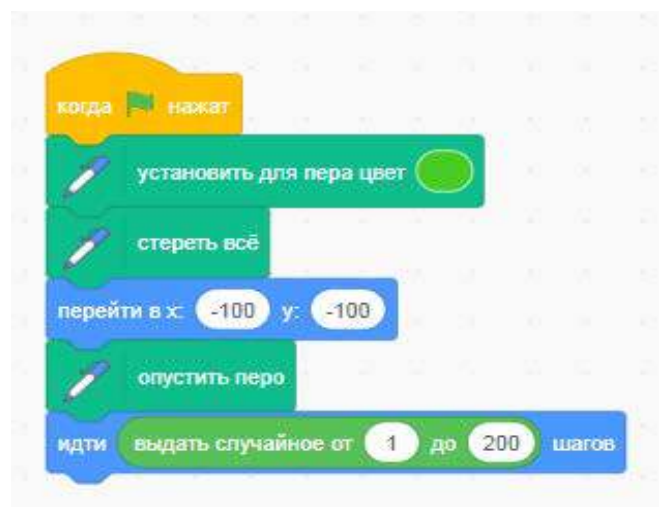 когда нажат
установить для пера цвет
стереть всё
перейти в x: -100 y: -100
опустить перо
идти выдать случайное от 1 до 200 шагов